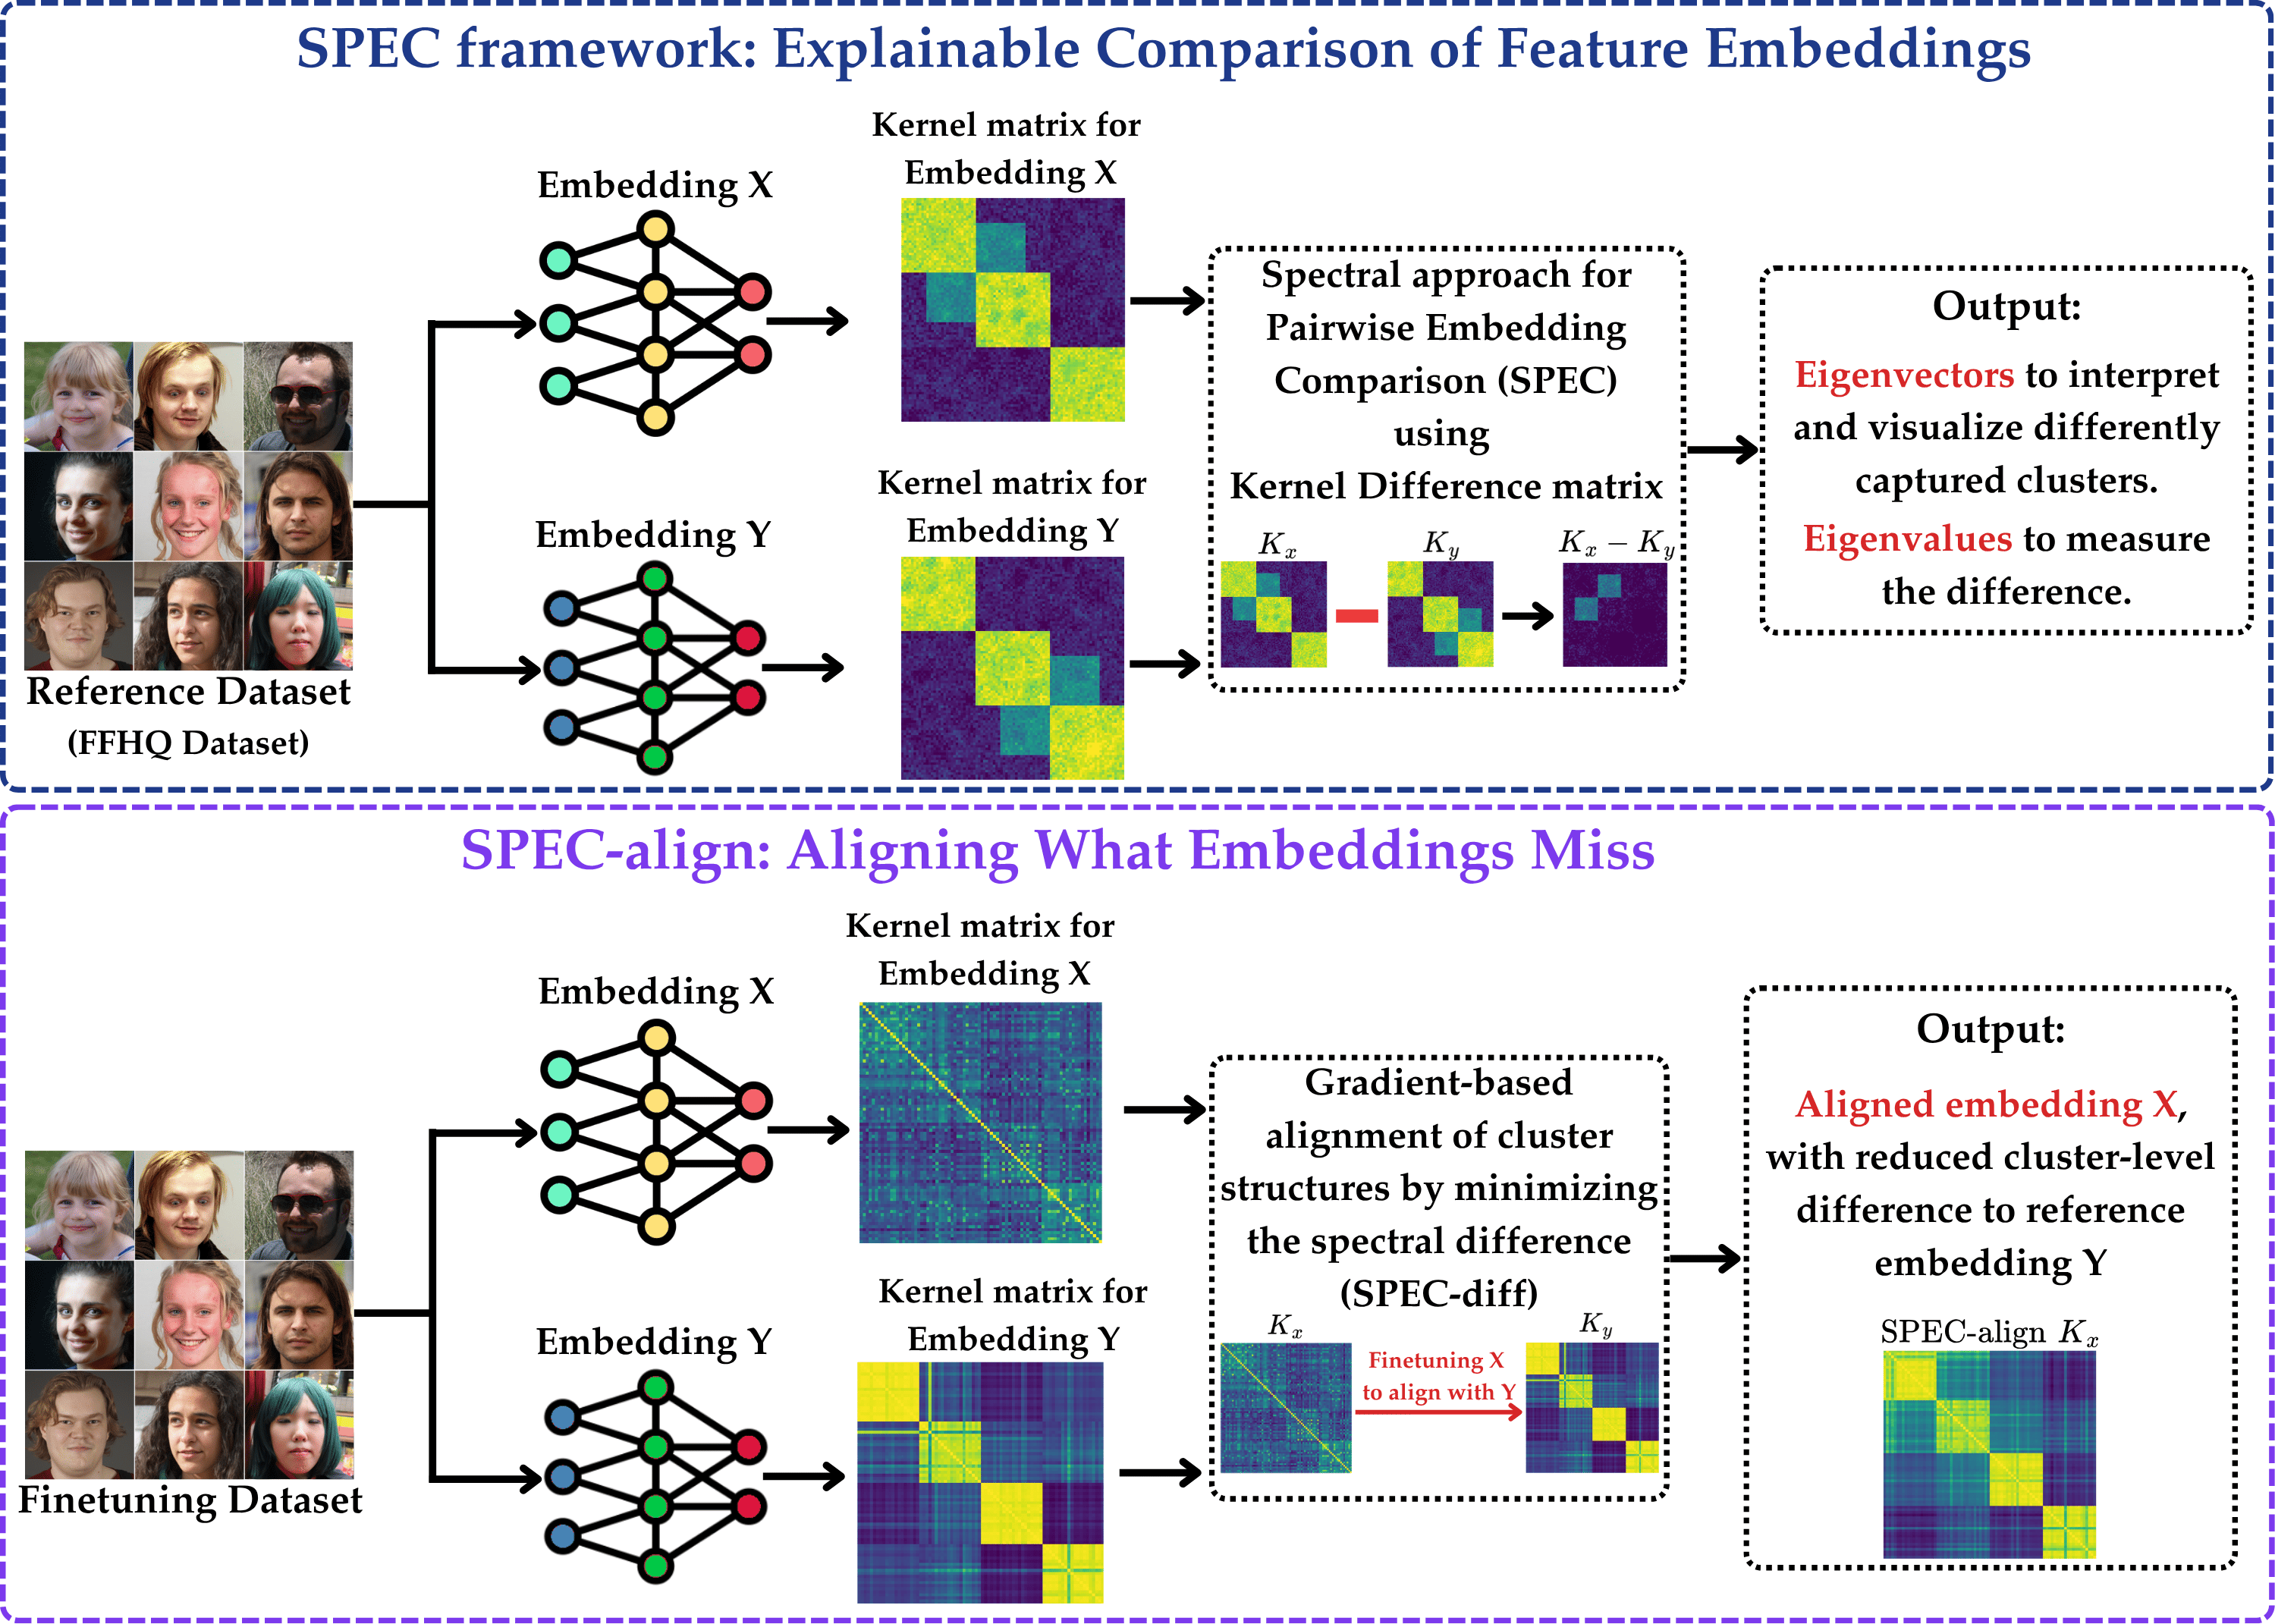 SPEC framework: Explainable Comparison of Feature Embeddings
Reference Dataset
(FFHQ Dataset)
Embedding X
Embedding Y
Kernel matrix for
Embedding X
Kernel matrix for
Embedding Y
Spectral approach for
Pairwise Embedding
Comparison (SPEC)
using
Kernel Difference matrix
K_x
K_y
K_x − K_y
Output:
Eigenvectors to interpret
and visualize differently
captured clusters.
Eigenvalues to measure
the difference.
SPEC-align: Aligning What Embeddings Miss
Finetuning Dataset
Embedding X
Embedding Y
Kernel matrix for
Embedding X
Kernel matrix for
Embedding Y
Gradient-based
alignment of cluster
structures by minimizing
the spectral difference
(SPEC-diff)
K_x
Finetuning X
to align with Y
K_y
Output:
Aligned embedding X,
with reduced cluster-level
difference to reference
embedding Y
SPEC-align K_x